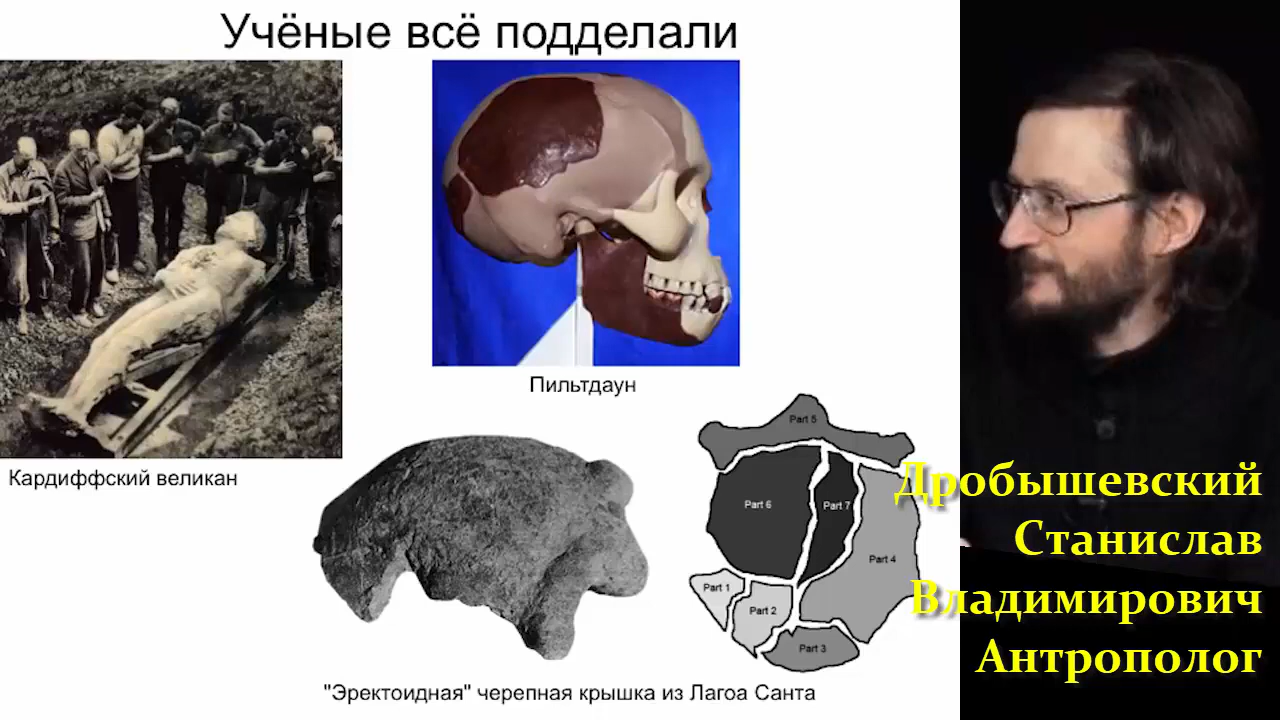 Учёные всё подделали
Пильтдаун
Кардиффский великан
Part 5
Part 6
Part 7
Part 4
Part 1
Part 2
Part 3
"Эректоидная" черепная крышка из Лагоа Санта
Дробышевский
Станислав
Владимирович
Антрополог